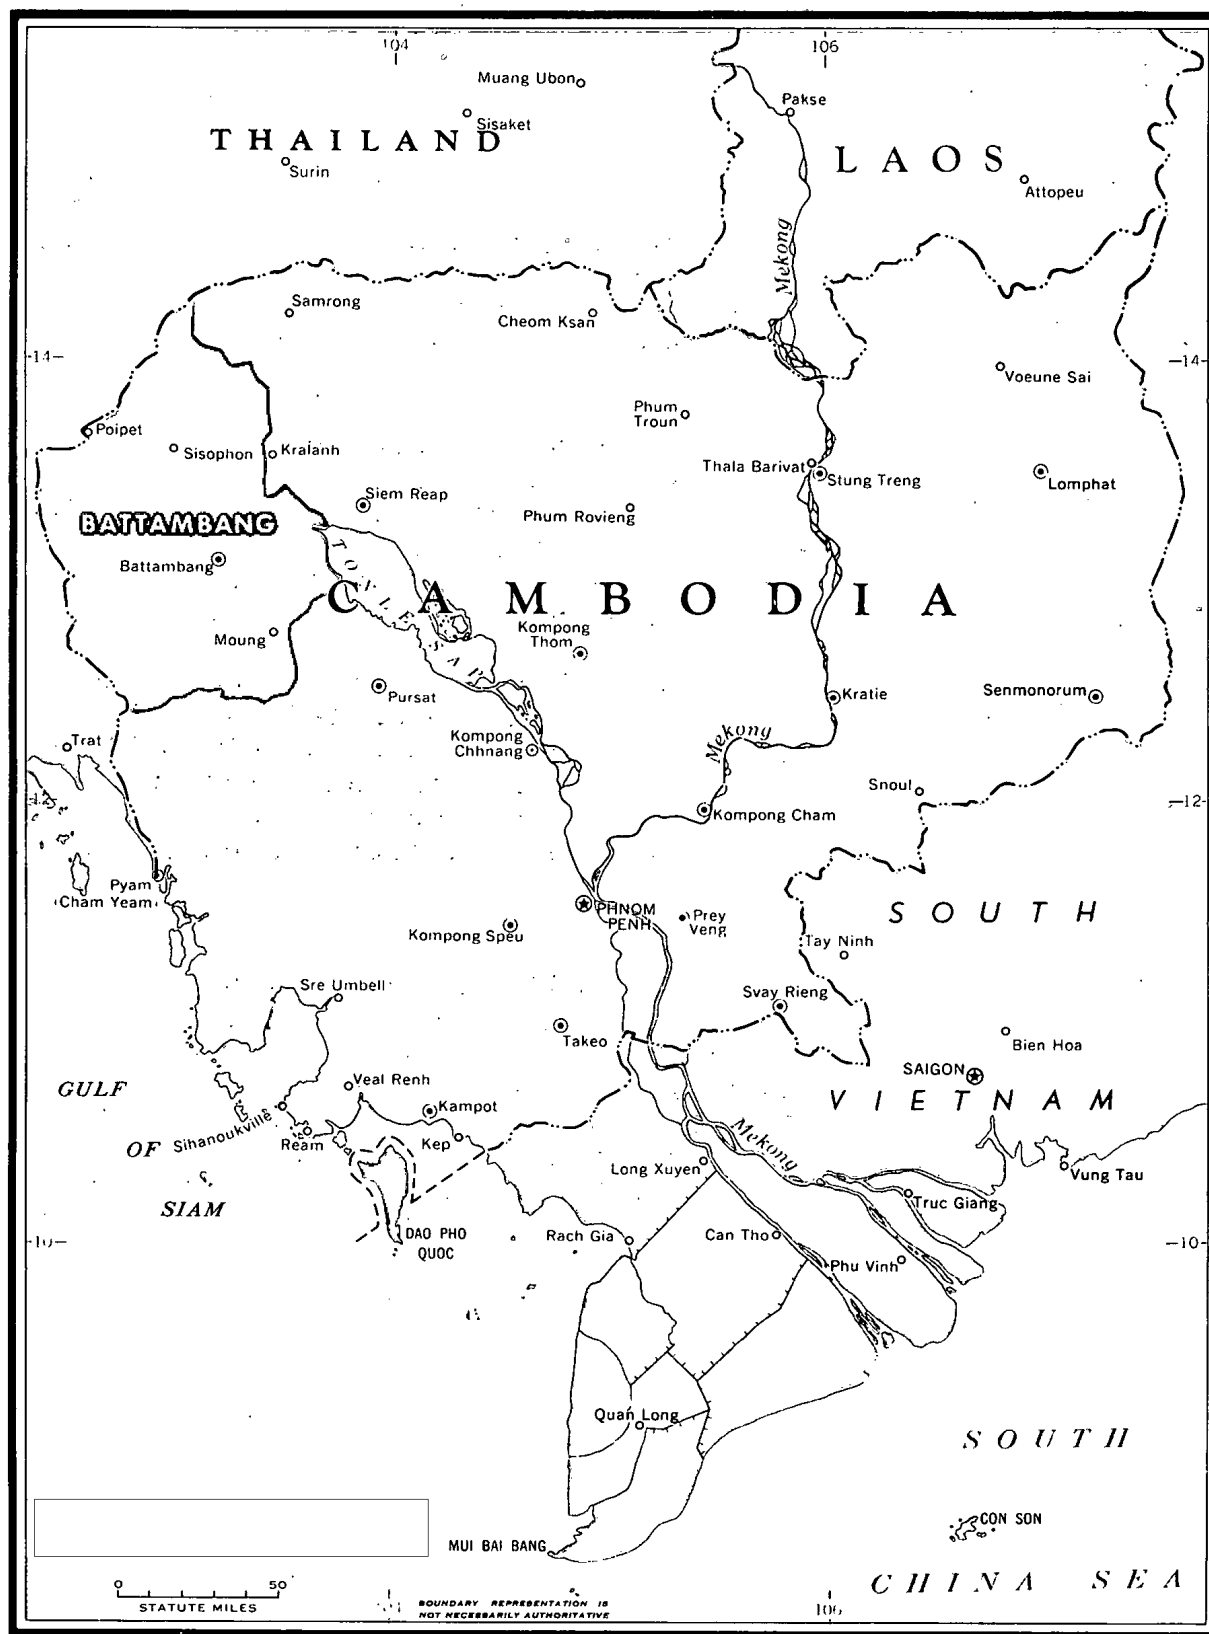 104
106
Muang Ubon
Pakse
Sisaket
THAILAND
LAOS
Surin
Attopeu
Mekong
Samrong
Cheom Ksan
14
14
Voeune Sai
Phum
Troun
Poipet
Sisophon
Kralanh
Thala Barivat
Stung Treng
Lomphat
Siem Reap
Phum Rovieng
BATTAMBANG
Battambang
TONLE SAP
CAMBODIA
Kompong
Thom
Moung
Pursat
Kratie
Senmonorum
Trat
Kompong
Chhnang
Mekong
Snoul
12
12
Kompong Cham
Pyam
(Cham Yeam)
PHNOM
PENH
Prey
Veng
SOUTH
Kompong Speu
Tay Ninh
Sre Umbell
Svay Rieng
Takeo
Bien Hoa
SAIGON
GULF
Veal Renh
VIETNAM
Kampot
OF
Sihanoukville
Ream
Kep
Mekong
Long Xuyen
Vung Tau
SIAM
Truc Giang
DAO PHO
QUOC
Rach Gia
Can Tho
10
10
Phu Vinh
Quan Long
SOUTH
CON SON
MUI BAI BANG
CHINA SEA
0 50
STATUTE MILES
BOUNDARY REPRESENTATION IS
NOT NECESSARILY AUTHORITATIVE
106